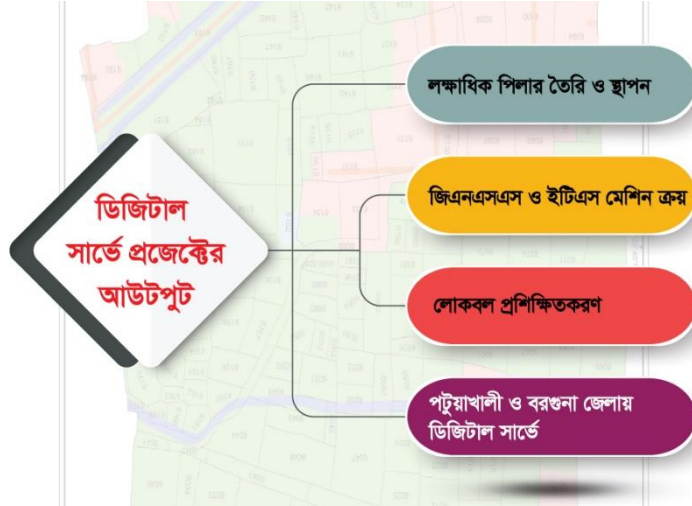 ডিজিটাল
সার্ভে প্রজেক্টের
আউটপুট
লক্ষাধিক পিলার তৈরি ও স্থাপন
জিএনএসএস ও ইটিএস মেশিন ক্রয়
লোকবল প্রশিক্ষিতকরণ
পটুয়াখালী ও বরগুনা জেলায়
ডিজিটাল সার্ভে